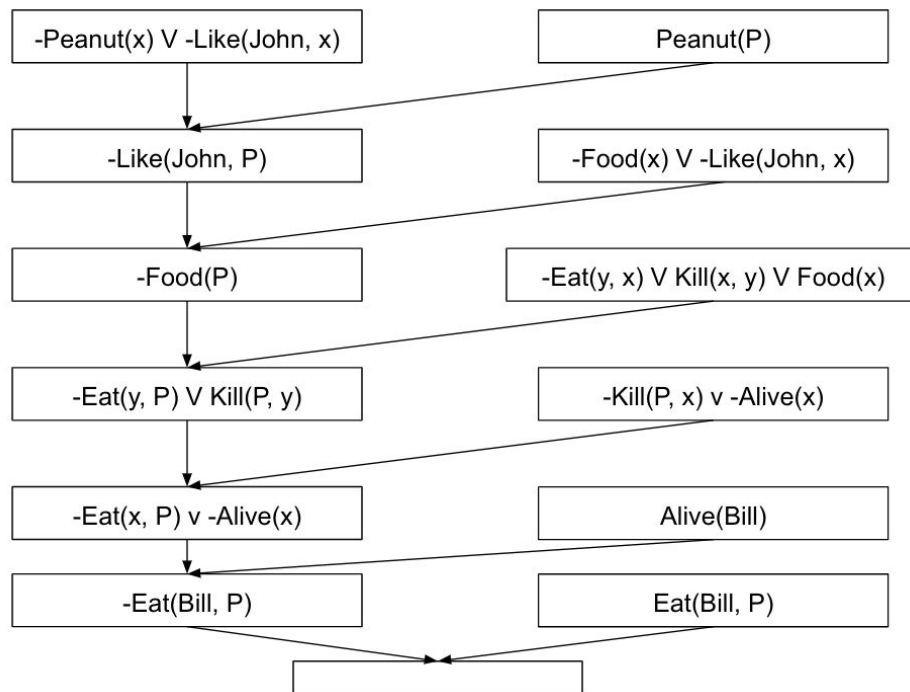 -Peanut(x) V -Like(John, x)
Peanut(P)
-Like(John, P)
-Food(x) V -Like(John, x)
-Food(P)
-Eat(y, x) V Kill(x, y) V Food(x)
-Eat(y, P) V Kill(P, y)
-Kill(P, x) v -Alive(x)
-Eat(x, P) v -Alive(x)
Alive(Bill)
-Eat(Bill, P)
Eat(Bill, P)